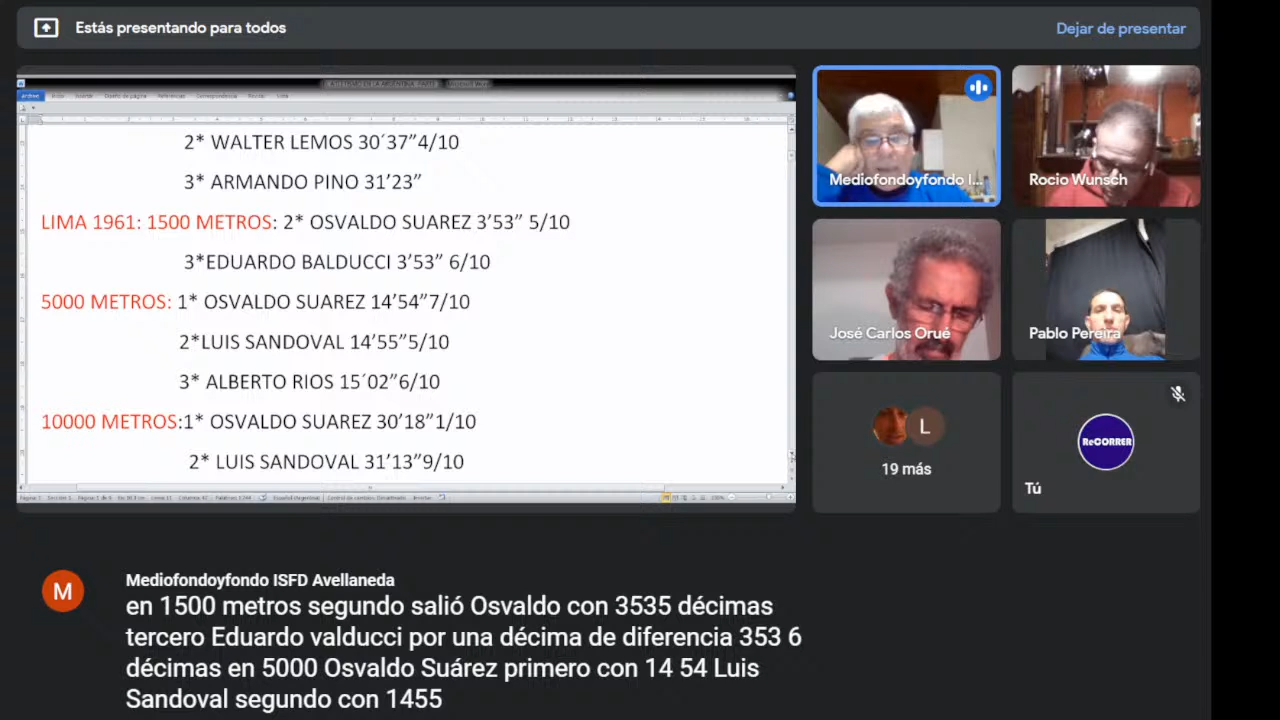 Estás presentando para todos
Dejar de presentar
Archivo
2* WALTER LEMOS 30´37”4/10
3* ARMANDO PINO 31’23”
LIMA 1961: 1500 METROS: 2* OSVALDO SUAREZ 3’53” 5/10
3*EDUARDO BALDUCCI 3’53” 6/10
5000 METROS: 1* OSVALDO SUAREZ 14’54”7/10
2*LUIS SANDOVAL 14’55”5/10
3* ALBERTO RIOS 15´02”6/10
10000 METROS:1* OSVALDO SUAREZ 30’18”1/10
2* LUIS SANDOVAL 31’13”9/10
Mediofondoyfondo I...
Rocio Wunsch
José Carlos Orué
Pablo Pereira
L
19 más
ReCORRER
Tú
M
Mediofondoyfondo ISFD Avellaneda
en 1500 metros segundo salió Osvaldo con 3535 décimas
tercero Eduardo valducci por una décima de diferencia 353 6
décimas en 5000 Osvaldo Suárez primero con 14 54 Luis
Sandoval segundo con 1455